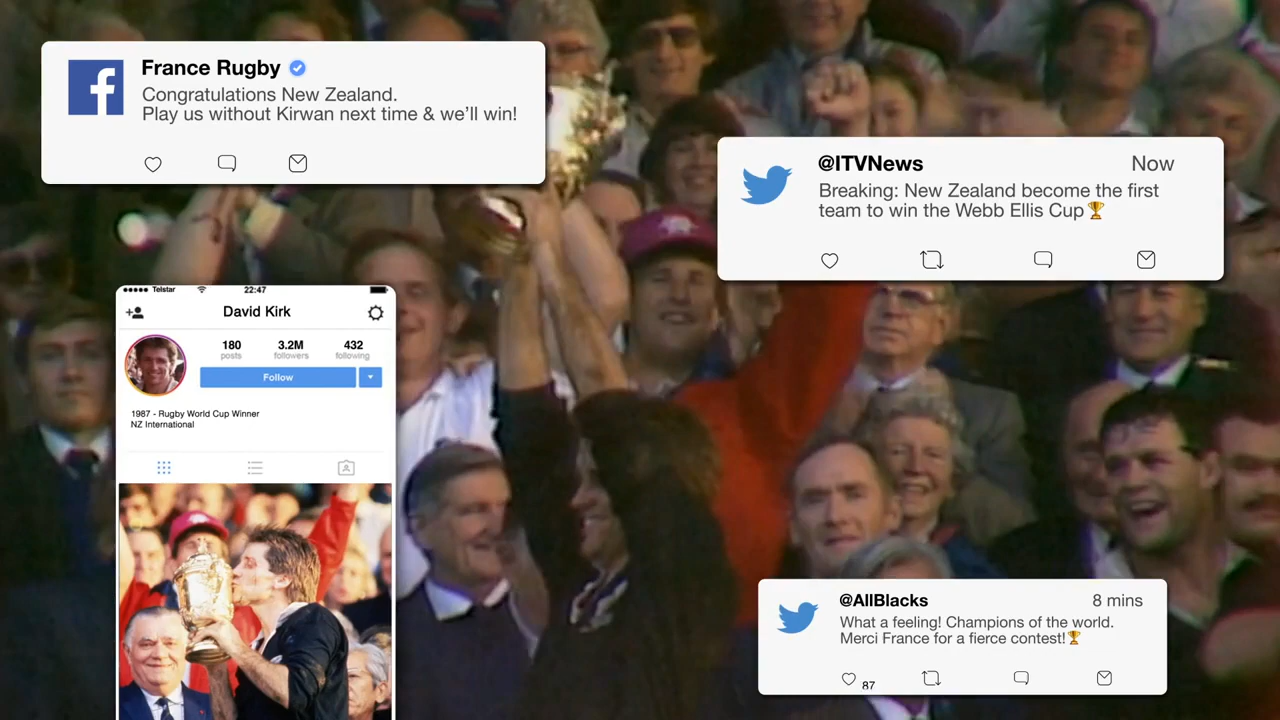 France Rugby
Congratulations New Zealand.
Play us without Kirwan next time & we'll win!
@ITVNews Now
Breaking: New Zealand become the first
team to win the Webb Ellis Cup🏆
Telstar 22:47
David Kirk
180 3.2M 432
posts followers following
Follow
1987 - Rugby World Cup Winner
NZ International
@AllBlacks 8 mins
What a feeling! Champions of the world.
Merci France for a fierce contest!🏆
87